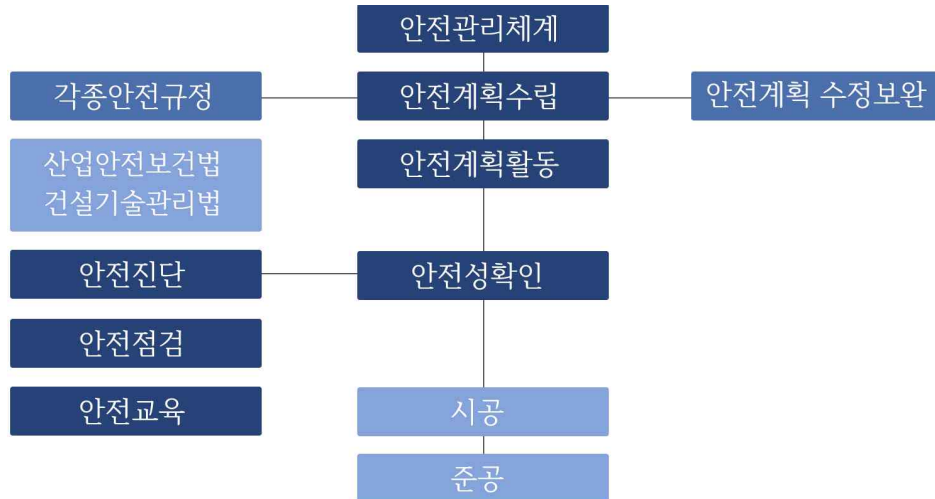 안전관리체계
각종안전규정
안전계획수립
안전계획 수정보완
산업안전보건법
건설기술관리법
안전계획활동
안전진단
안전성확인
안전점검
안전교육
시공
준공